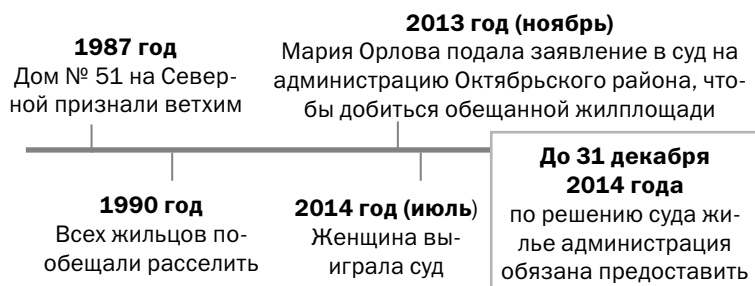 1987 год
Дом № 51 на Север-
ной признали ветхим
2013 год (ноябрь)
Мария Орлова подала заявление в суд на
администрацию Октябрьского района, что-
бы добиться обещанной жилплощади
1990 год
Всех жильцов по-
обещали расселить
2014 год (июль)
Женщина вы-
играла суд
До 31 декабря
2014 года
по решению суда жи-
лье администрация
обязана предоставить